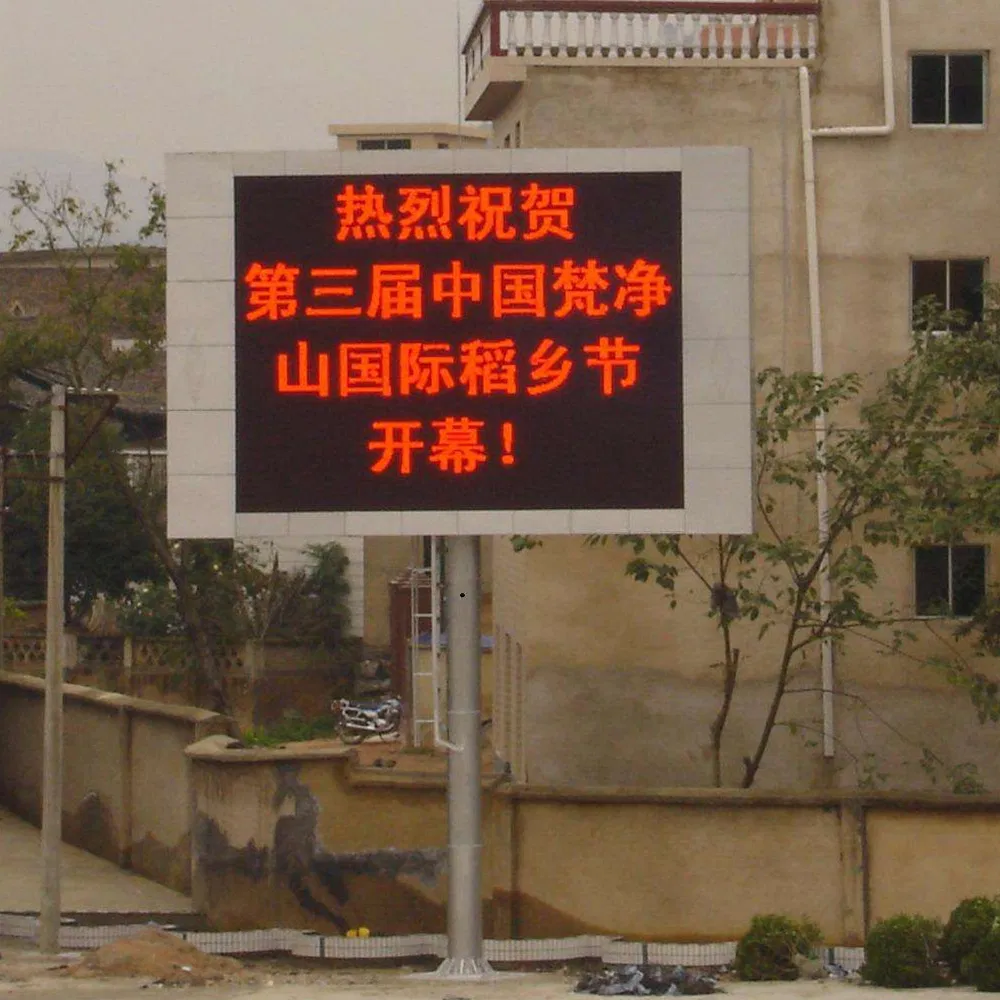 热烈祝贺
第三届中国梵净
山国际稻乡节
开幕！